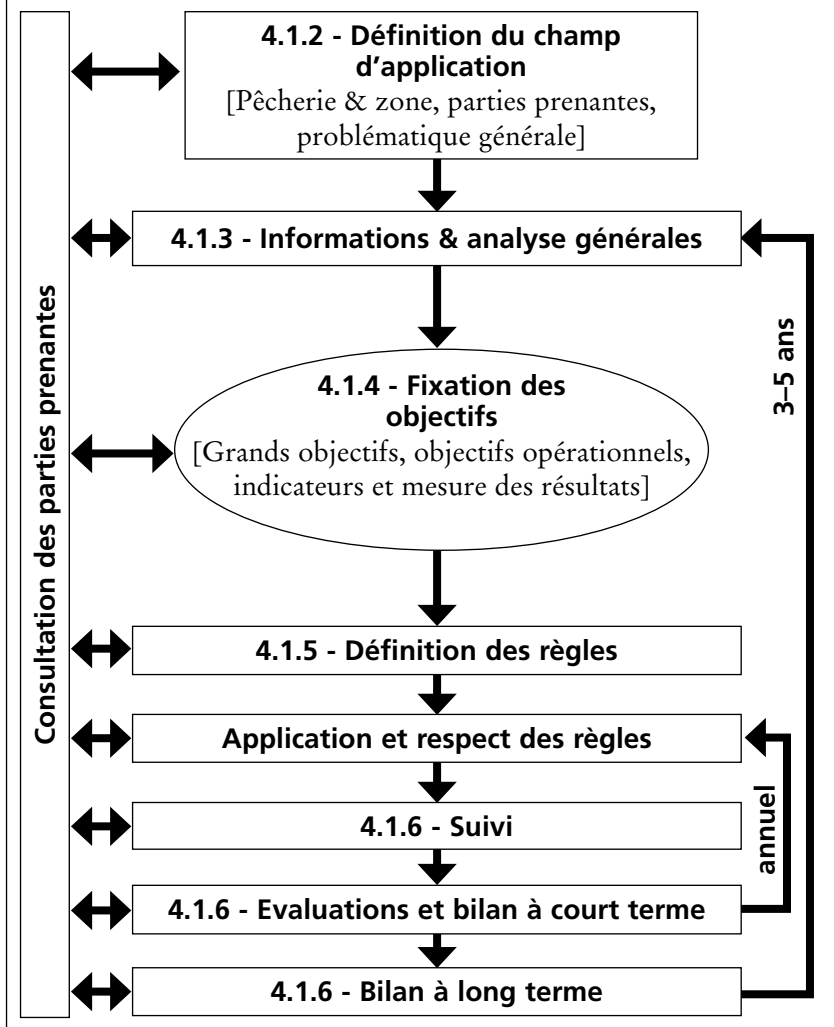 Consultation des parties prenantes
4.1.2 - Définition du champ
d’application
[Pêcherie & zone, parties prenantes,
problématique générale]
4.1.3 - Informations & analyse générales
3–5 ans
4.1.4 - Fixation des
objectifs
[Grands objectifs, objectifs opérationnels,
indicateurs et mesure des résultats]
4.1.5 - Définition des règles
Application et respect des règles
annuel
4.1.6 - Suivi
4.1.6 - Evaluations et bilan à court terme
4.1.6 - Bilan à long terme